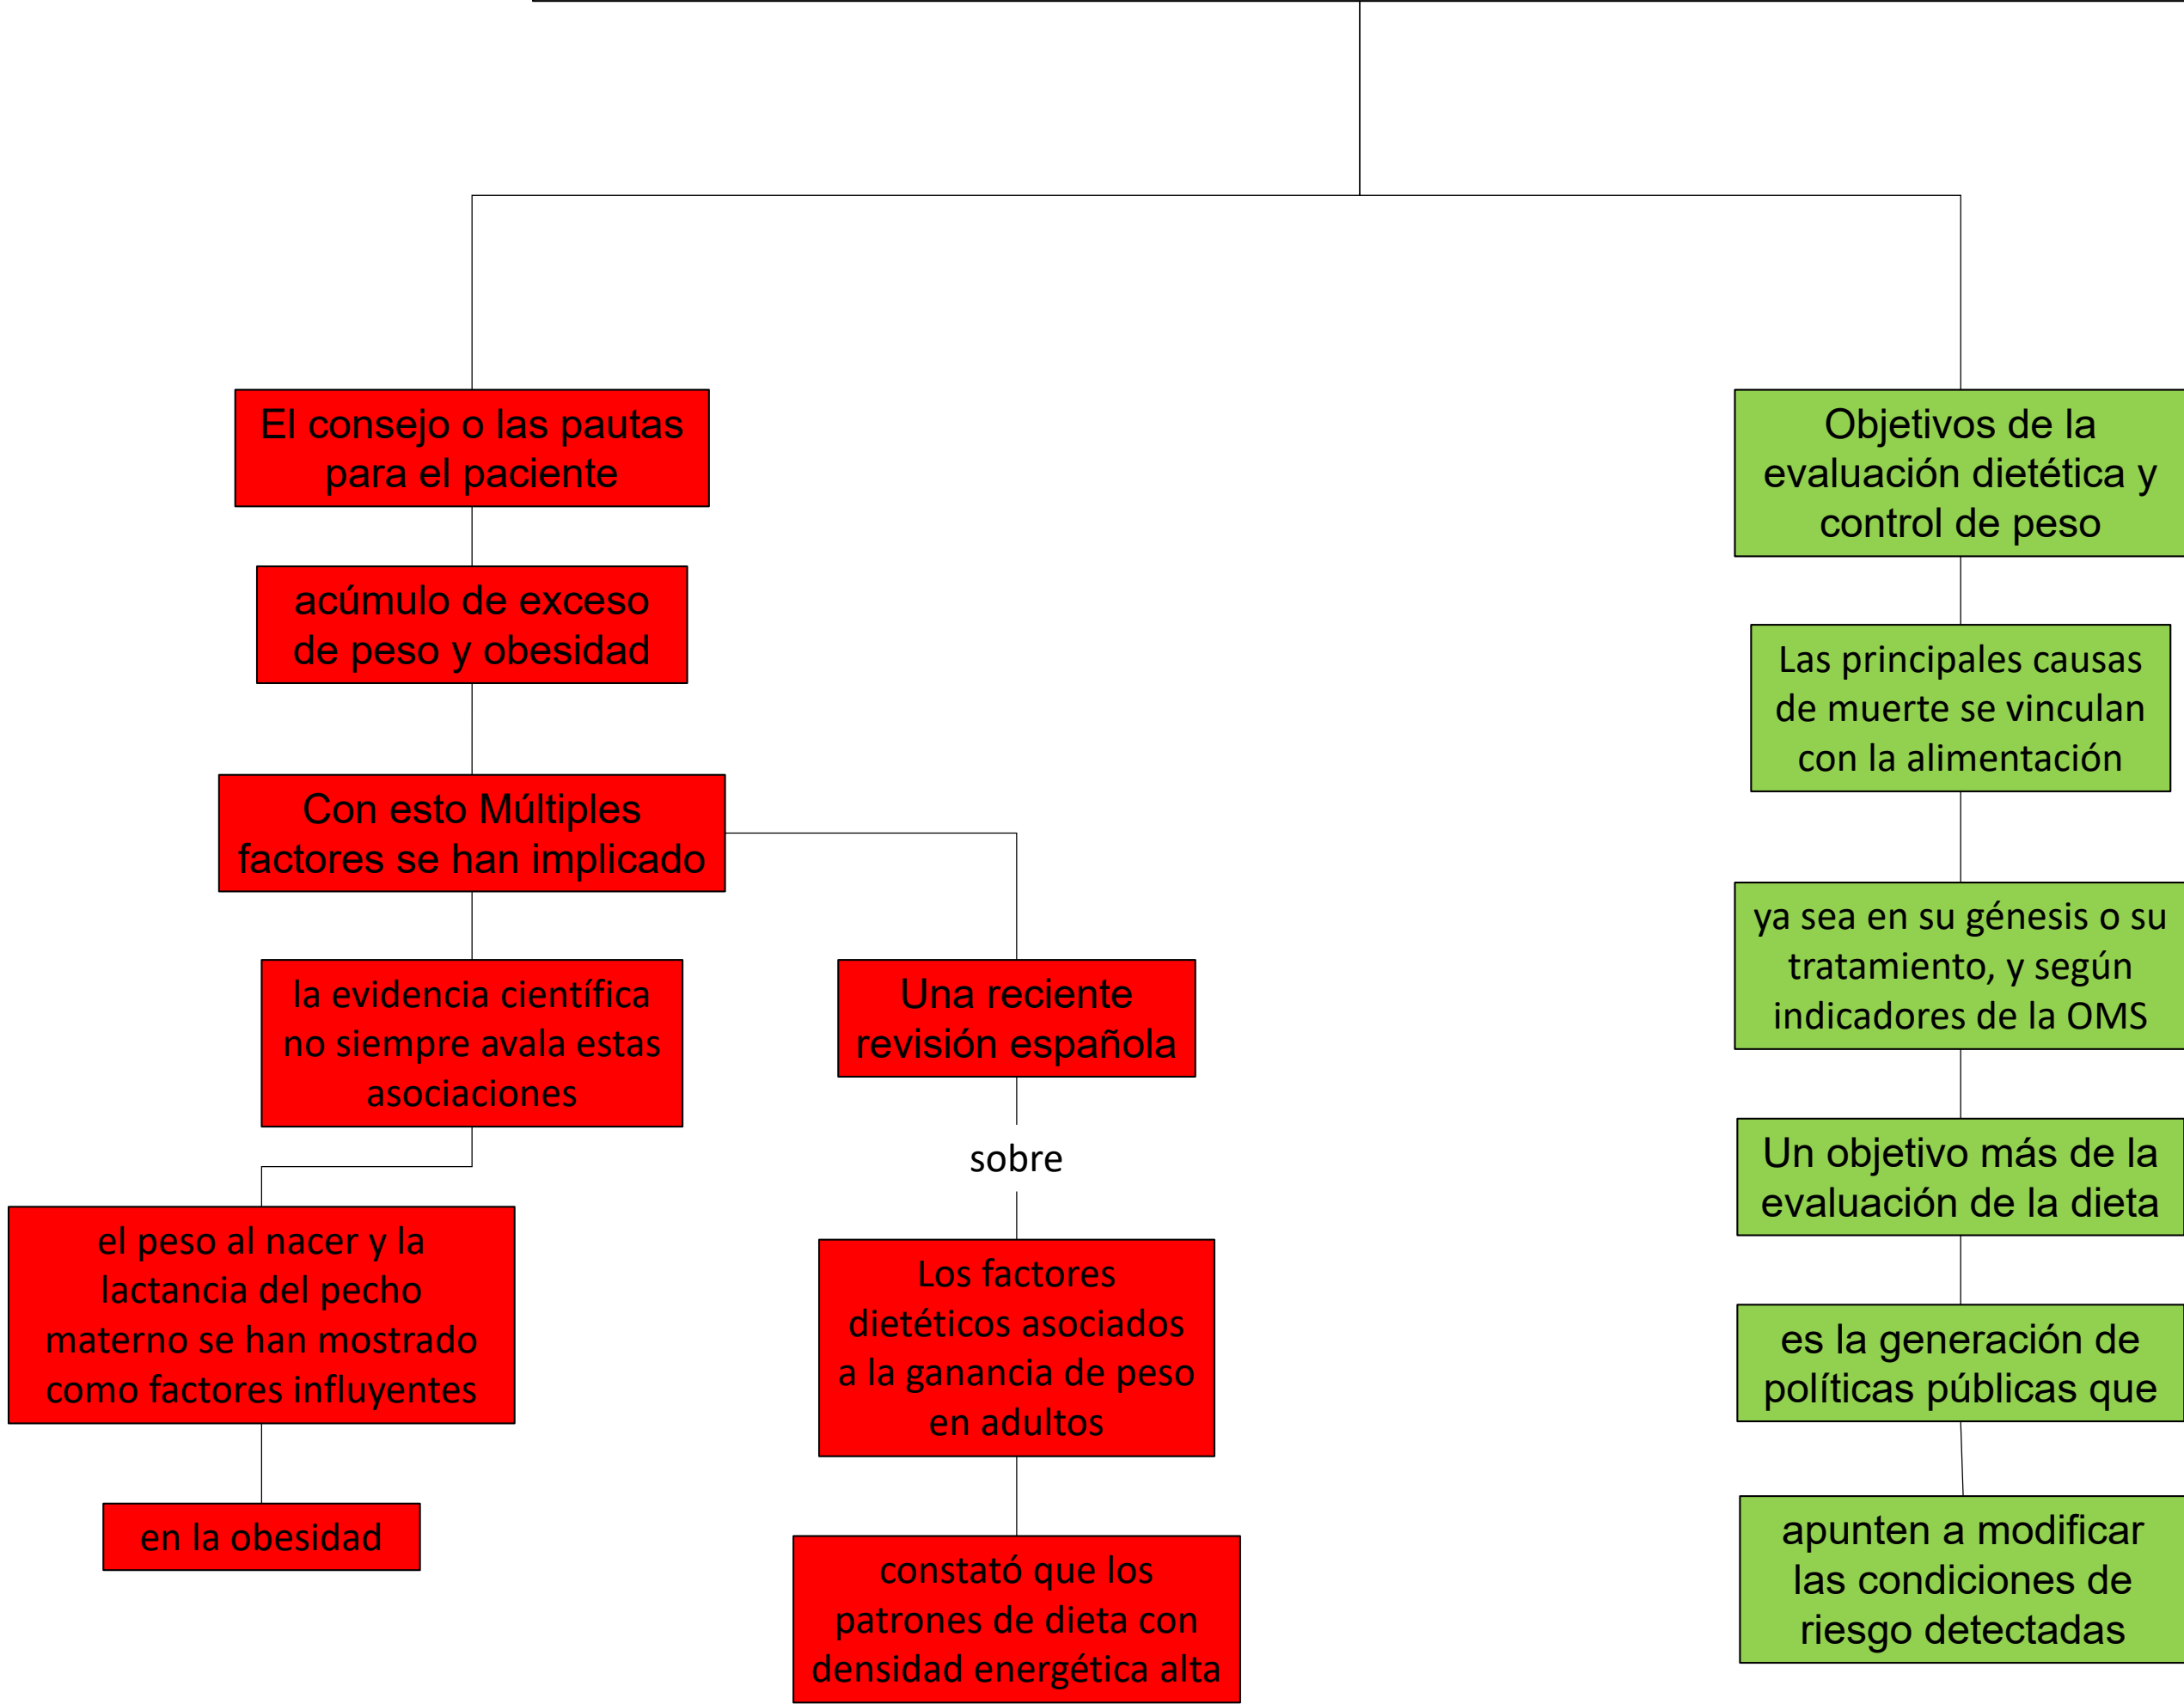 El consejo o las pautas
para el paciente
acúmulo de exceso
de peso y obesidad
Con esto Múltiples
factores se han implicado
la evidencia científica
no siempre avala estas
asociaciones
el peso al nacer y la
lactancia del pecho
materno se han mostrado
como factores influyentes
en la obesidad
Una reciente
revisión española
sobre
Los factores
dietéticos asociados
a la ganancia de peso
en adultos
constató que los
patrones de dieta con
densidad energética alta
Objetivos de la
evaluación dietética y
control de peso
Las principales causas
de muerte se vinculan
con la alimentación
ya sea en su génesis o su
tratamiento, y según
indicadores de la OMS
Un objetivo más de la
evaluación de la dieta
es la generación de
políticas públicas que
apunten a modificar
las condiciones de
riesgo detectadas